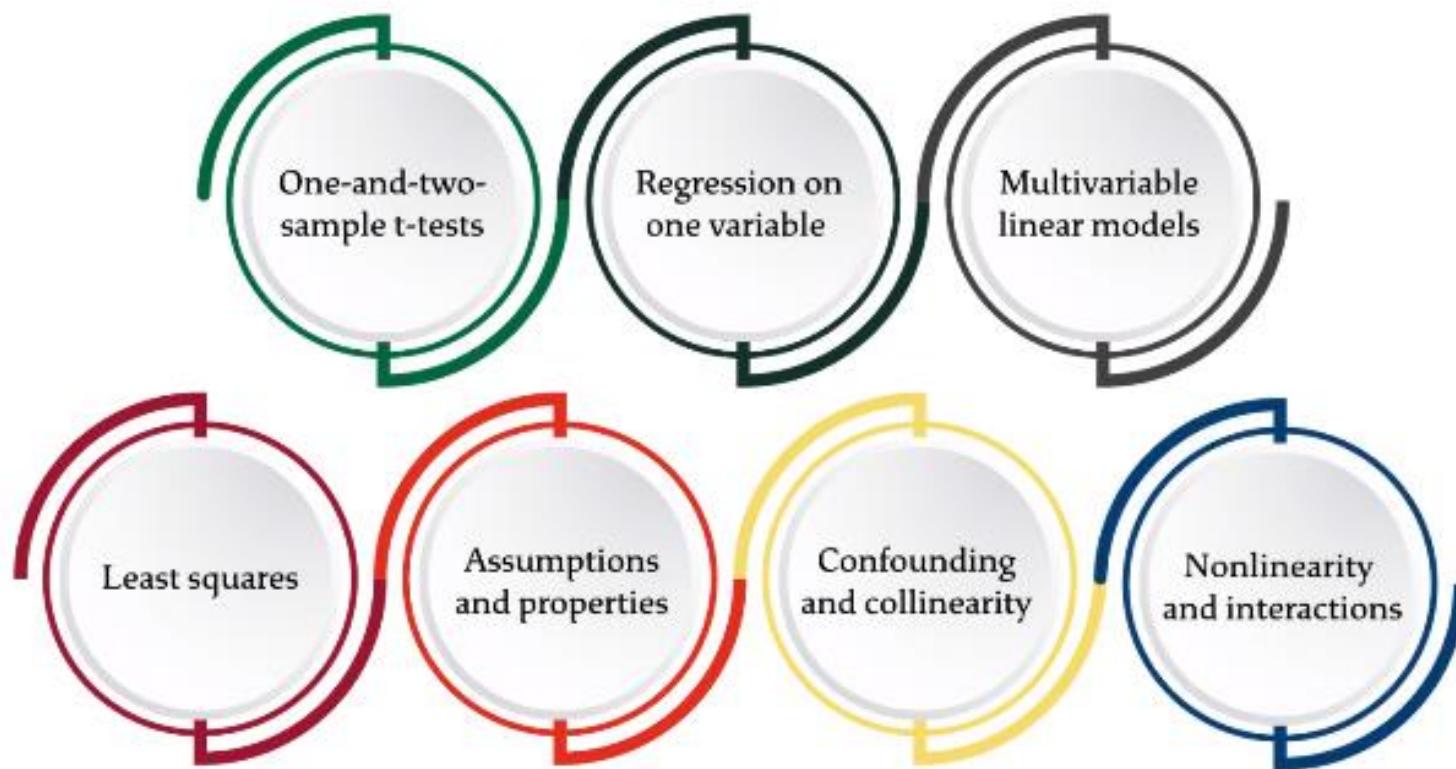 One-and-two-
sample t-tests
Regression on
one variable
Multivariable
linear models
Least squares
Assumptions
and properties
Confounding
and collinearity
Nonlinearity
and interactions